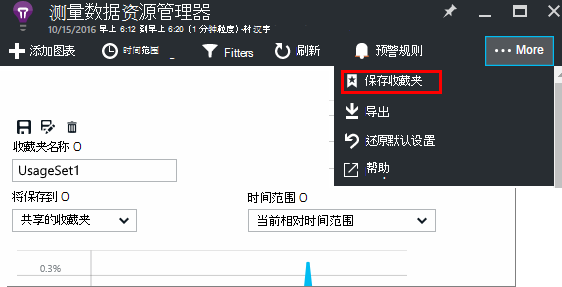 测量数据资源管理器
10/15/2016 早上 6:12 到早上 6:20（1 分钟粒度）-村汉字
添加图表 时间范围 Fitters 刷新 预警规则 More
保存收藏夹
导出
还原默认设置
帮助
收藏夹名称 O
UsageSet1
将保存到 O
时间范围 O
共享的收藏夹
当前相对时间范围
0.3%